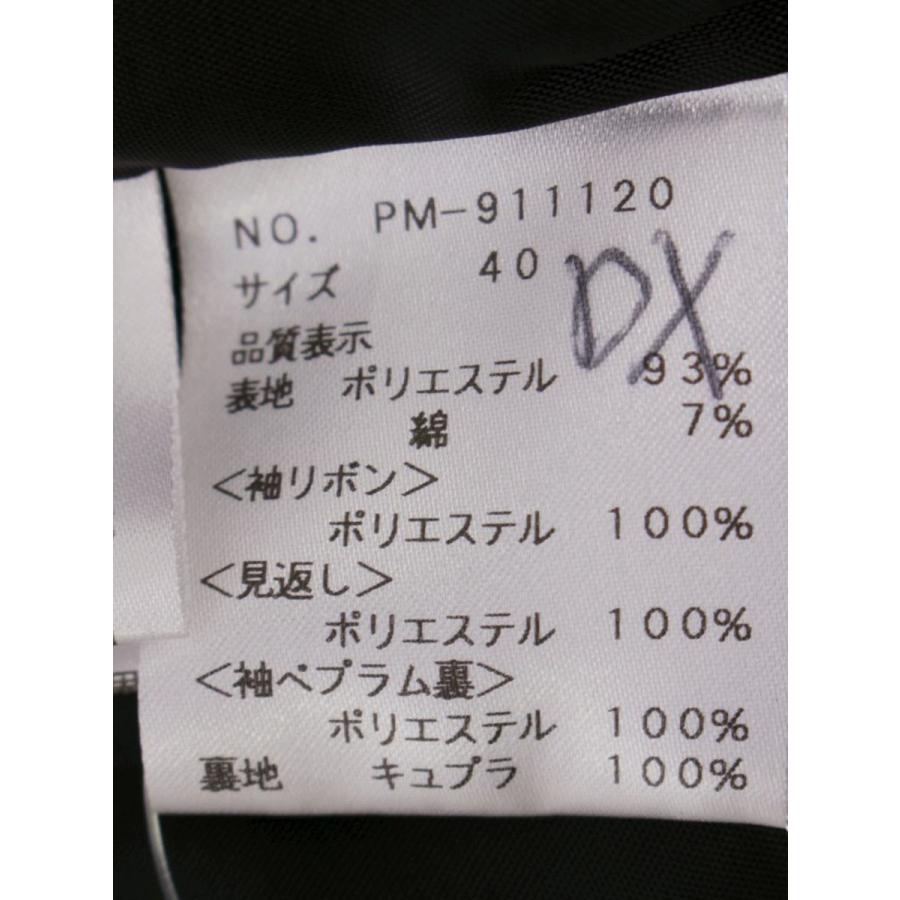 NO. PM-911120
サイズ 40
DX
品質表示
表地 ポリエステル 93%
綿 7%
<袖リボン>
ポリエステル 100%
<見返し>
ポリエステル 100%
<袖ペプラム裏>
ポリエステル 100%
裏地 キュプラ 100%